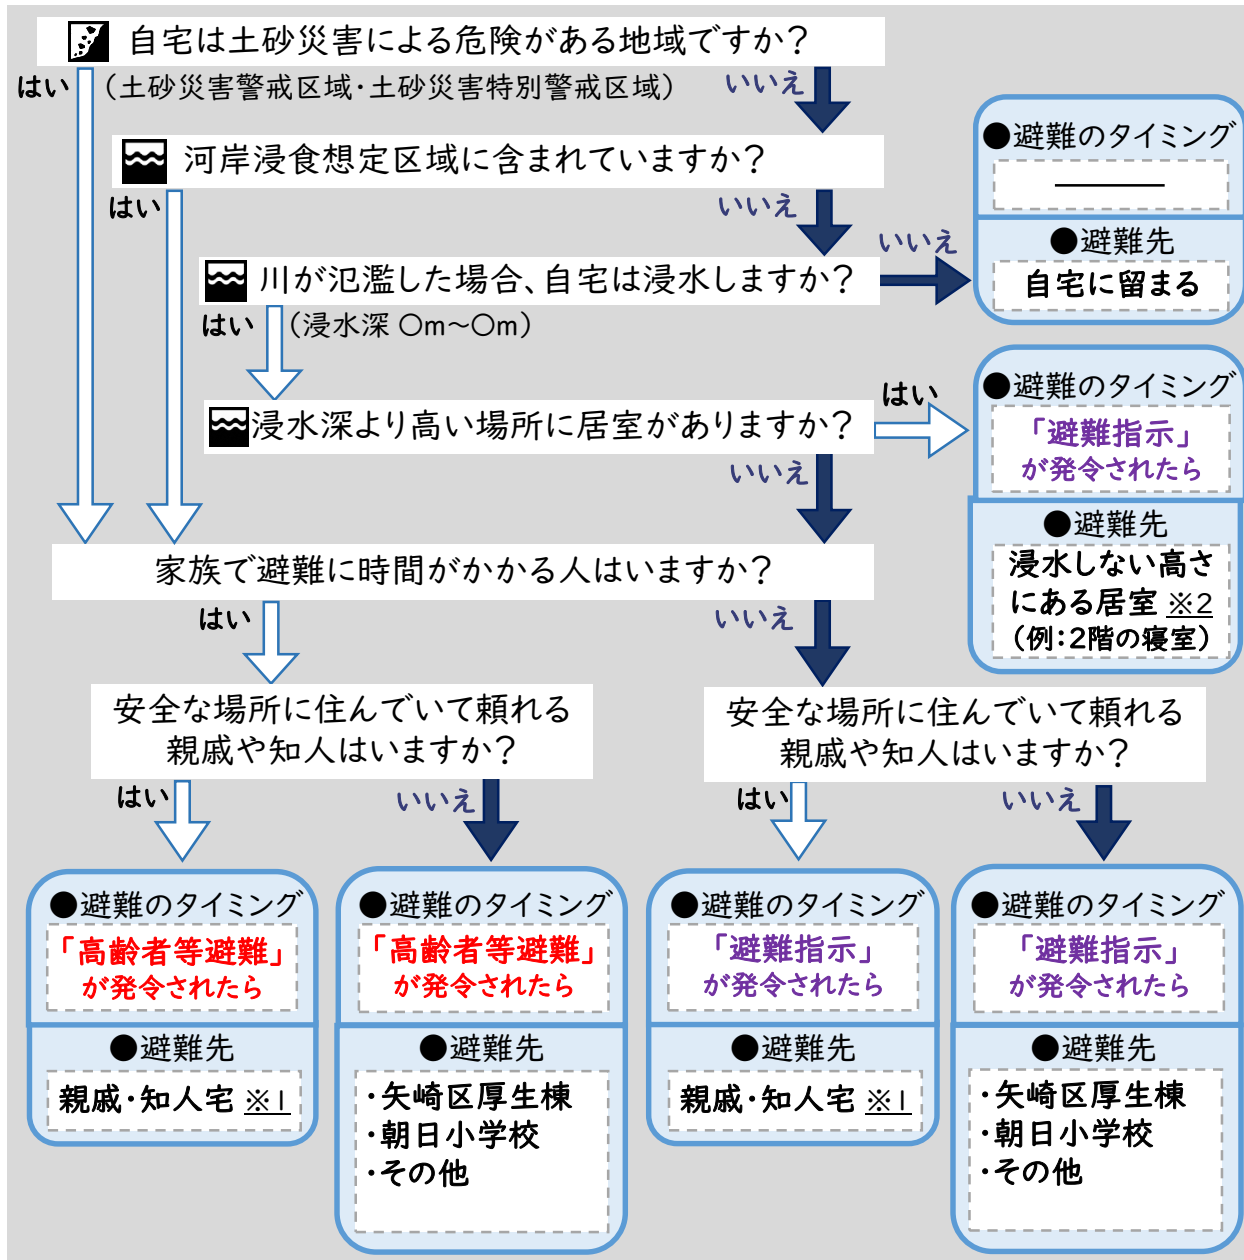 自宅は土砂災害による危険がある地域ですか？
はい
（土砂災害警戒区域・土砂災害特別警戒区域）
いいえ
河岸浸食想定区域に含まれていますか？
はい
いいえ
川が氾濫した場合、自宅は浸水しますか？
いいえ
はい
（浸水深 〇m～〇m）
●避難のタイミング
―――――
●避難先
自宅に留まる
浸水深より高い場所に居室がありますか？
はい
いいえ
●避難のタイミング
「避難指示」
が発令されたら
●避難先
浸水しない高さ
にある居室 ※2
（例：2階の寝室）
家族で避難に時間がかかる人はいますか？
はい
いいえ
安全な場所に住んでいて頼れる
親戚や知人はいますか？
はい
いいえ
安全な場所に住んでいて頼れる
親戚や知人はいますか？
はい
いいえ
●避難のタイミング
「高齢者等避難」
が発令されたら
●避難先
親戚・知人宅 ※1
●避難のタイミング
「高齢者等避難」
が発令されたら
●避難先
・矢崎区厚生棟
・朝日小学校
・その他
●避難のタイミング
「避難指示」
が発令されたら
●避難先
親戚・知人宅 ※1
●避難のタイミング
「避難指示」
が発令されたら
●避難先
・矢崎区厚生棟
・朝日小学校
・その他